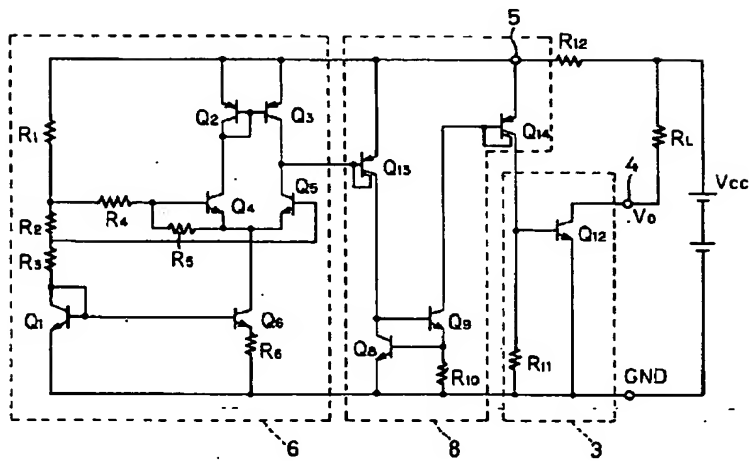 5
R12
R1
Q2
Q3
Q14
RL
Q13
4
Vcc
R4
Q4
Q5
Vo
R2
Q12
R5
R3
Q1
Q6
Q9
Q8
R6
R10
R11
GND
6
8
3